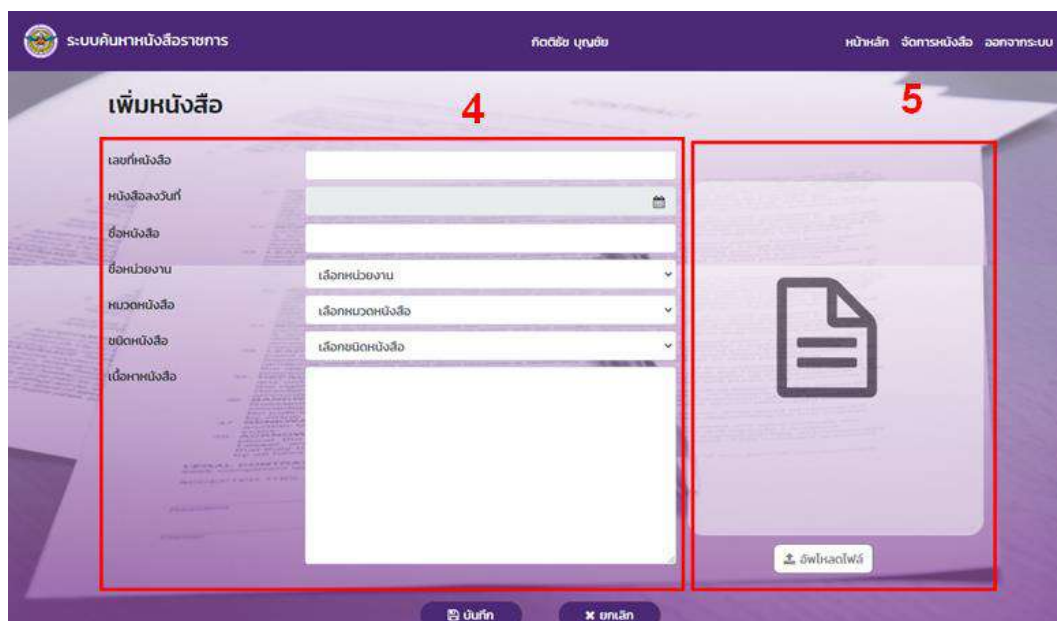 ระบบค้นหาหนังสือราชการ กิตติธัช บุญชัย หน้าหลัก จัดการหนังสือ ออกจากระบบ
เพิ่มหนังสือ 4 5
เลขที่หนังสือ
หนังสือลงวันที่
ชื่อหนังสือ
ชื่อหน่วยงาน เลือกหน่วยงาน
หมวดหนังสือ เลือกหมวดหนังสือ
ชนิดหนังสือ เลือกชนิดหนังสือ
เนื้อหาหนังสือ
อัพโหลดไฟล์
บันทึก ยกเลิก